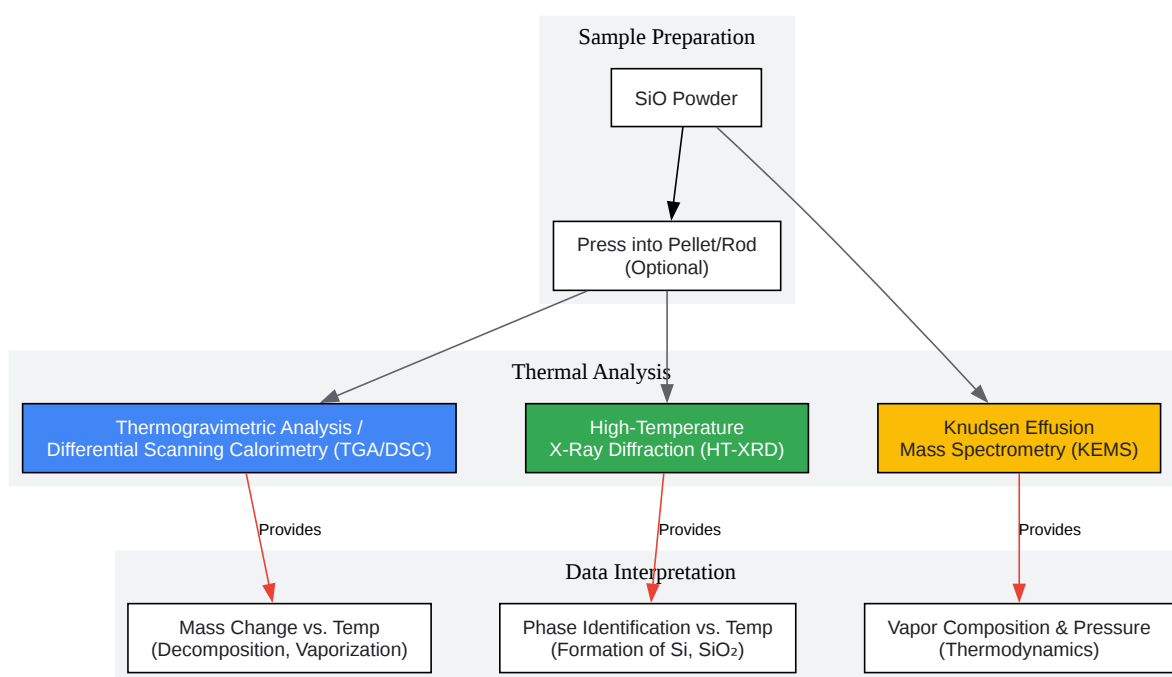 Sample Preparation
SiO Powder
Press into Pellet/Rod
(Optional)
Thermal Analysis
Thermogravimetric Analysis /
Differential Scanning Calorimetry (TGA/DSC)
High-Temperature
X-Ray Diffraction (HT-XRD)
Knudsen Effusion
Mass Spectrometry (KEMS)
Provides
Provides
Provides
Data Interpretation
Mass Change vs. Temp
(Decomposition, Vaporization)
Phase Identification vs. Temp
(Formation of Si, SiO₂)
Vapor Composition & Pressure
(Thermodynamics)